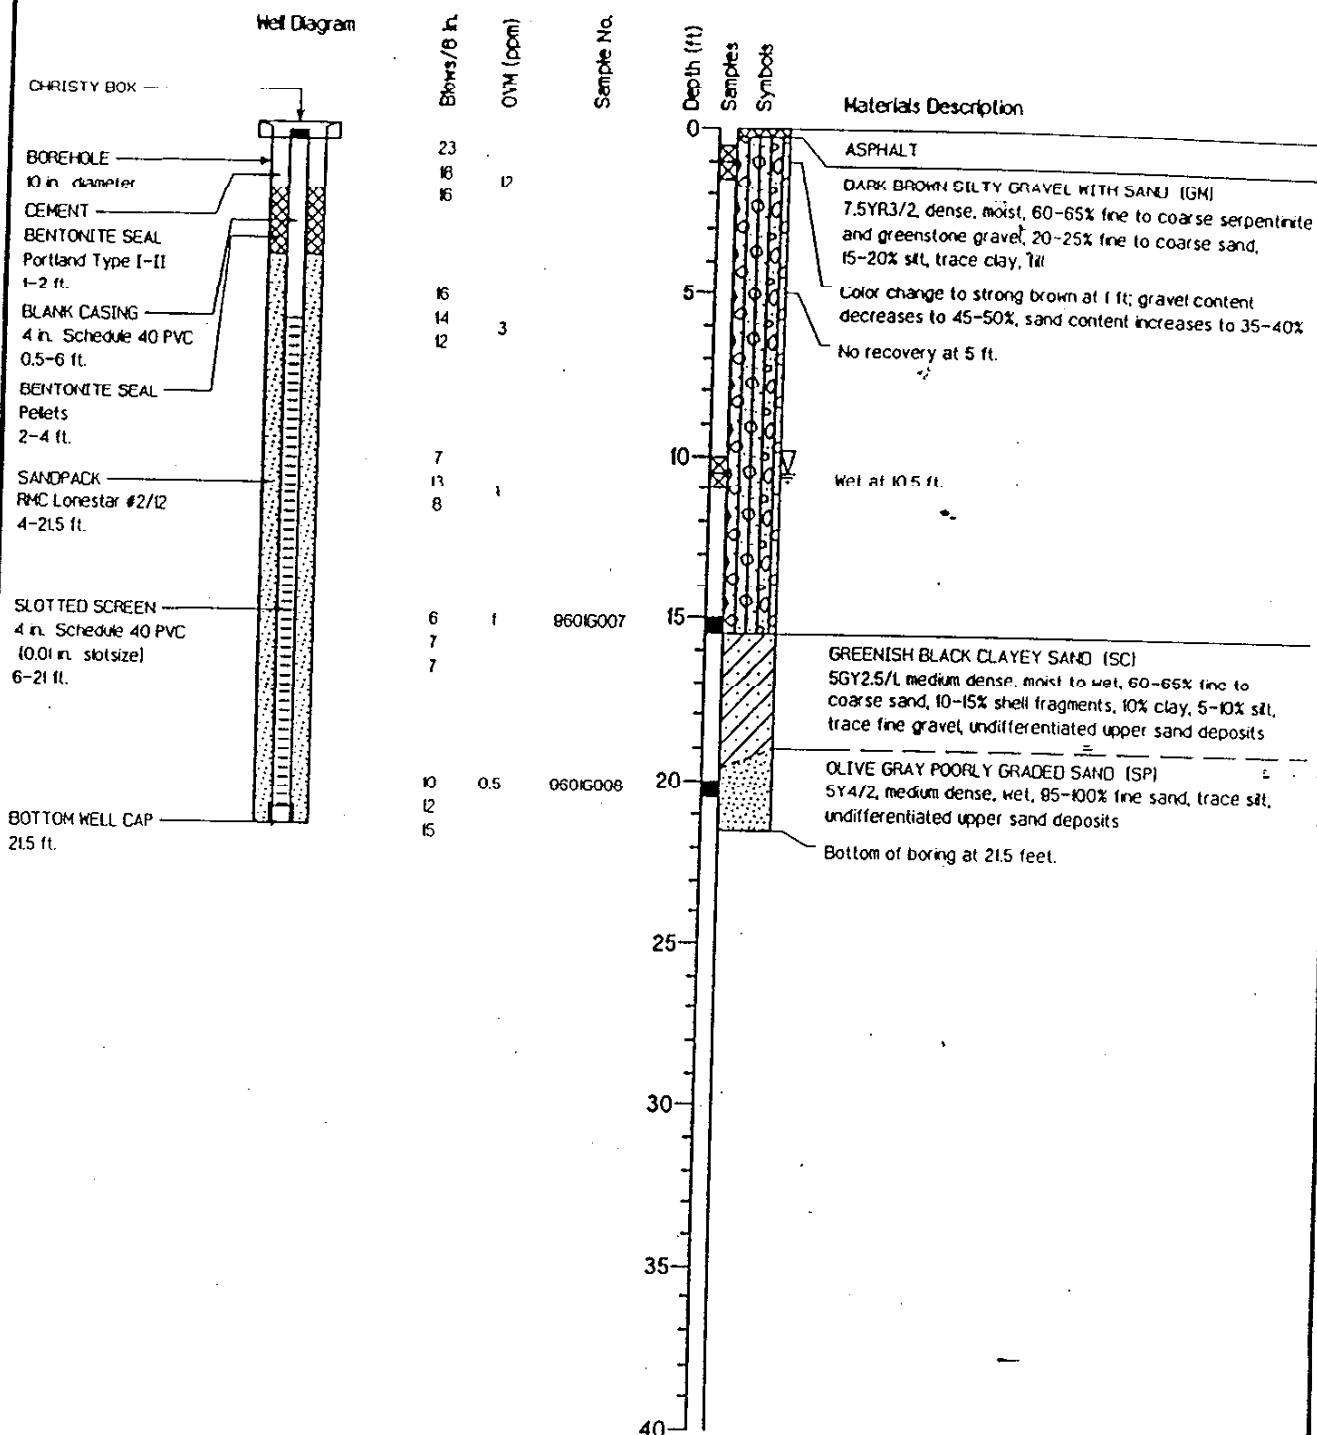 Well Diagram
Blows/6 in.
OVM (ppm)
Sample No.
Depth (ft)
Samples
Symbols
Materials Description
CHRISTY BOX
BOREHOLE
10 in. diameter
CEMENT
BENTONITE SEAL
Portland Type I-II
1-2 ft.
BLANK CASING
4 in. Schedule 40 PVC
0.5-6 ft.
BENTONITE SEAL
Pellets
2-4 ft.
SANDPACK
RMC Lonestar #2/12
4-21.5 ft.
SLOTTED SCREEN
4 in. Schedule 40 PVC
(0.01 in. slotsize)
6-21 ft.
BOTTOM WELL CAP
21.5 ft.
23
18 12
16
16
14 3
12
7
13 1
8
6 1 9601G007
7
7
10 0.5 9601G008
12
15
0
5
10
15
20
25
30
35
40
ASPHALT
DARK BROWN SILTY GRAVEL WITH SAND (GM)
7.5YR3/2, dense, moist, 60-65% fine to coarse serpentinite
and greenstone gravel, 20-25% fine to coarse sand,
15-20% silt, trace clay, fill
Color change to strong brown at 1 ft; gravel content
decreases to 45-50%, sand content increases to 35-40%
No recovery at 5 ft.
Wet at 10.5 ft.
GREENISH BLACK CLAYEY SAND (SC)
5GY2.5/1, medium dense, moist to wet, 60-65% fine to
coarse sand, 10-15% shell fragments, 10% clay, 5-10% silt,
trace fine gravel, undifferentiated upper sand deposits
OLIVE GRAY POORLY GRADED SAND (SP)
5Y4/2, medium dense, wet, 95-100% fine sand, trace silt,
undifferentiated upper sand deposits
Bottom of boring at 21.5 feet.